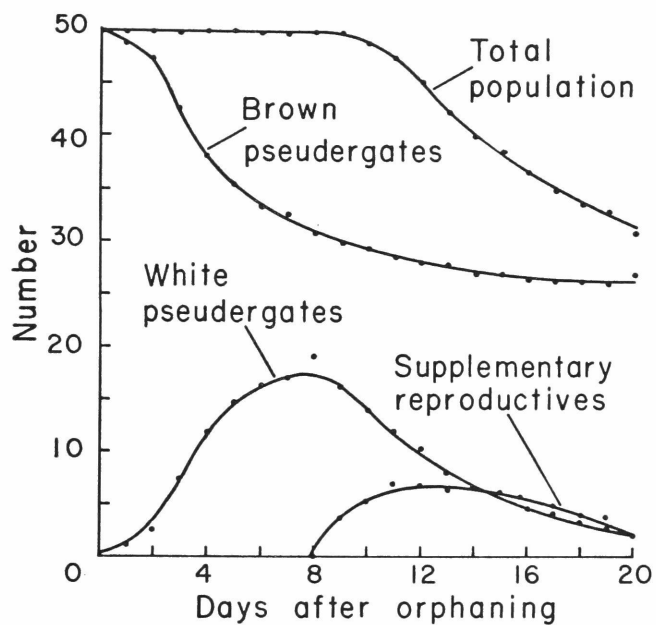 50
40
30
20
10
0
Number
Total
population
Brown
pseudergates
White
pseudergates
Supplementary
reproductives
4 8 12 16 20
Days after orphaning